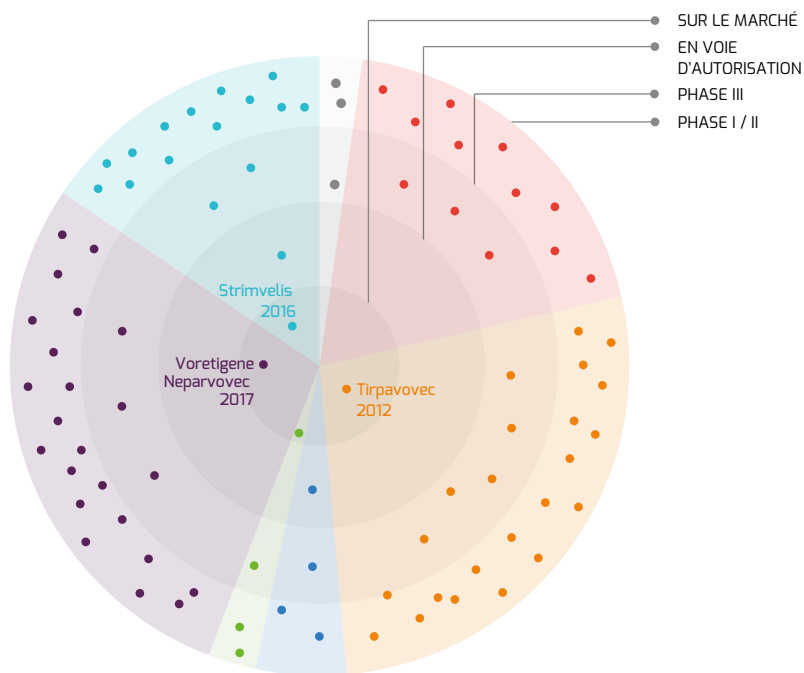 SUR LE MARCHÉ
EN VOIE
D'AUTORISATION
PHASE III
PHASE I / II
Strimvelis
2016
Voretigene
Neparvovec
2017
Tirpavovec
2012